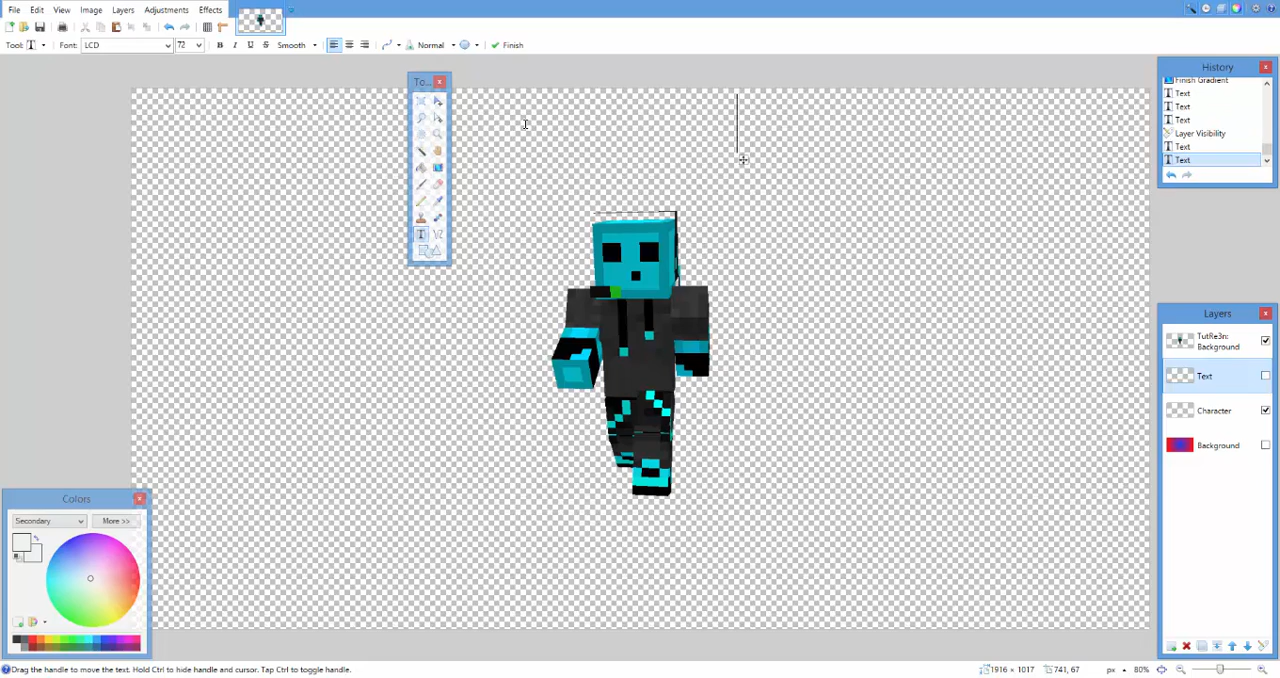 File Edit View Image Layers Adjustments Effects
Tool: T Font: LCD 72 B I U S Smooth Normal Finish
To...
History
Finish Gradient
Text
Text
Text
Layer Visibility
Text
Text
Layers
TutRe3n:
Background
Text
Character
Background
Colors
Secondary More >>
Drag the handle to move the text. Hold Ctrl to hide handle and cursor. Tap Ctrl to toggle handle. 1916 × 1017 741, 67 px 80%